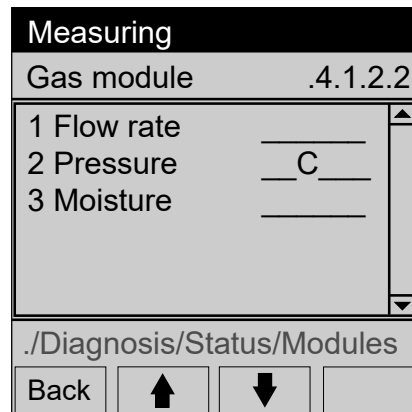 Measuring
Gas module .4.1.2.2
1 Flow rate ______
2 Pressure __C___
3 Moisture ______
./Diagnosis/Status/Modules
Back